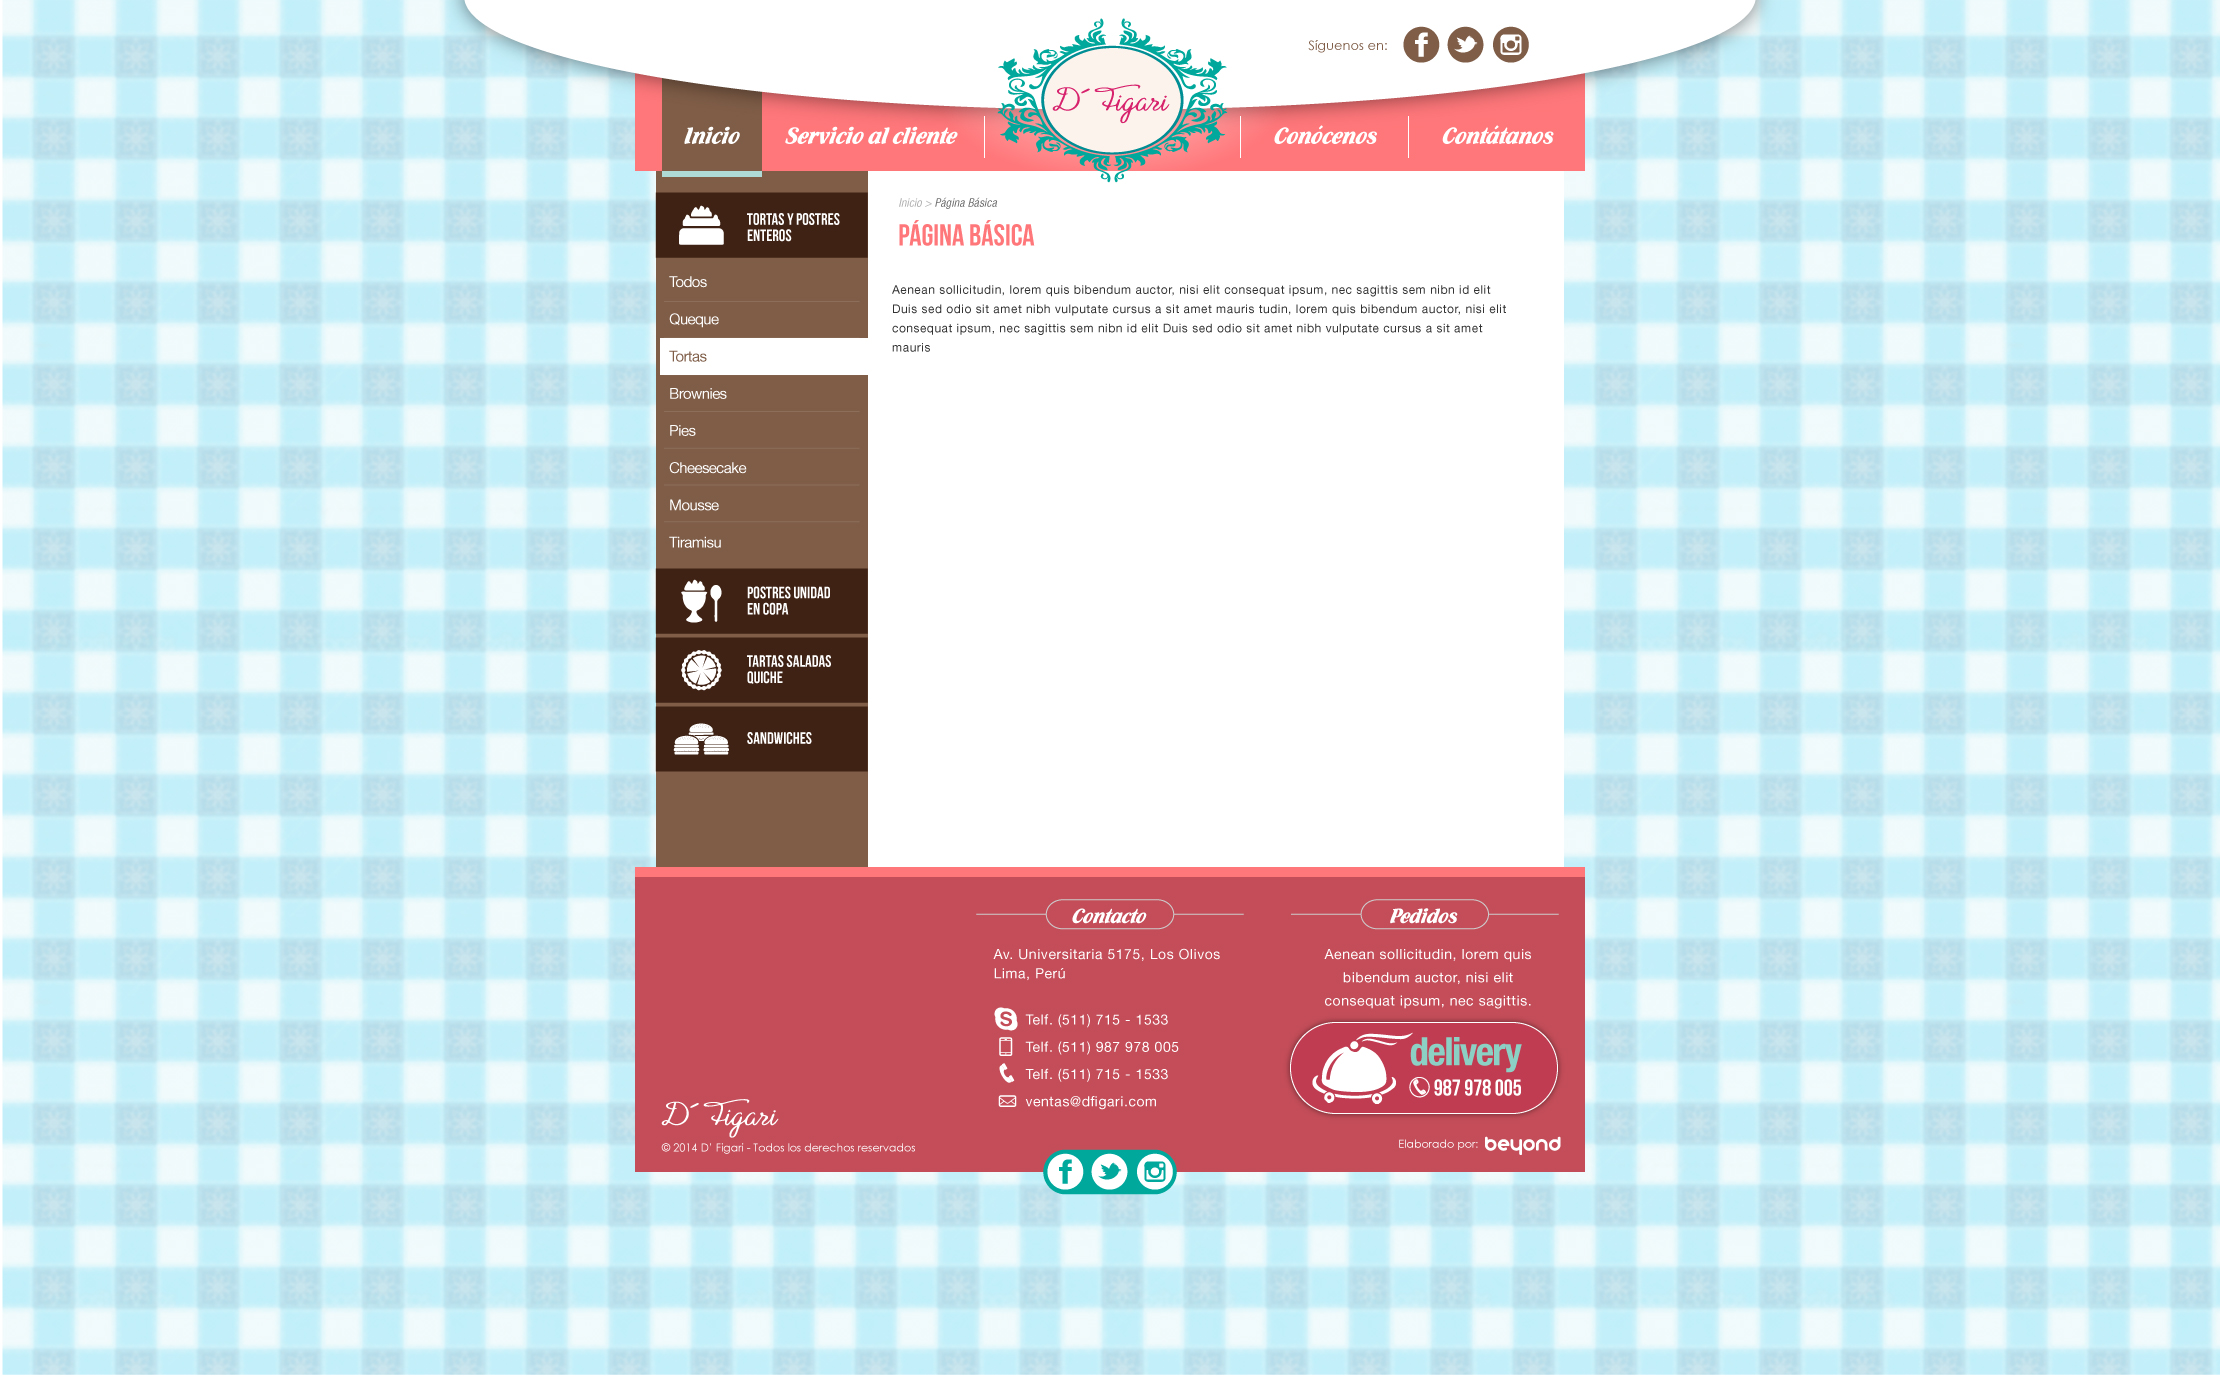 Síguenos en:
D´ Figari
Inicio
Servicio al cliente
Conócenos
Contátanos
Inicio > Página Básica
PÁGINA BÁSICA
Aenean sollicitudin, lorem quis bibendum auctor, nisi elit consequat ipsum, nec sagittis sem nibn id elit
Duis sed odio sit amet nibh vulputate cursus a sit amet mauris tudin, lorem quis bibendum auctor, nisi elit
consequat ipsum, nec sagittis sem nibn id elit Duis sed odio sit amet nibh vulputate cursus a sit amet
mauris
TORTAS Y POSTRES
ENTEROS
Todos
Queque
Tortas
Brownies
Pies
Cheesecake
Mousse
Tiramisu
POSTRES UNIDAD
EN COPA
TARTAS SALADAS
QUICHE
SANDWICHES
D´ Figari
© 2014 D' Figari - Todos los derechos reservados
Contacto
Av. Universitaria 5175, Los Olivos
Lima, Perú
Telf. (511) 715 - 1533
Telf. (511) 987 978 005
Telf. (511) 715 - 1533
ventas@dfigari.com
Pedidos
Aenean sollicitudin, lorem quis
bibendum auctor, nisi elit
consequat ipsum, nec sagittis.
delivery
987 978 005
Elaborado por: beyond